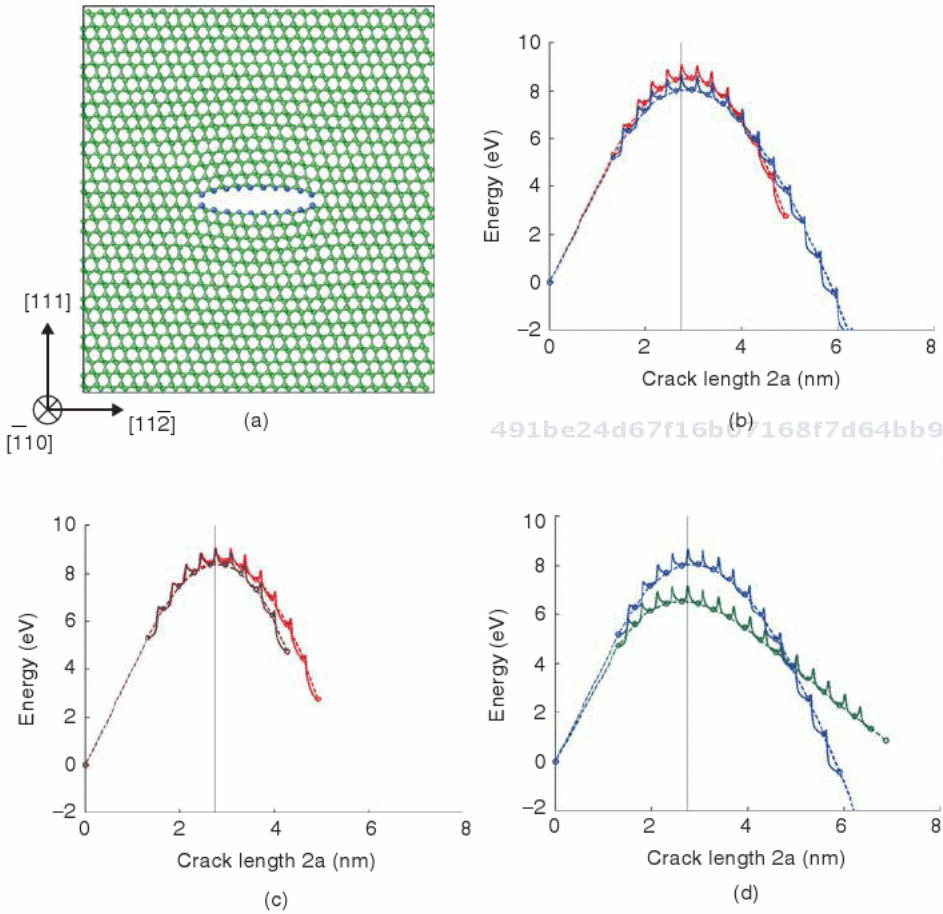 10
8
6
4
2
0
−2
Energy (eV)
0 2 4 6 8
Crack length 2a (nm)
(b)
[111]
[112̅]
[1̅10]
(a)
491be24d67f16b07168f7d64bb9
10
8
6
4
2
0
−2
Energy (eV)
0 2 4 6 8
Crack length 2a (nm)
(c)
10
8
6
4
2
0
−2
Energy (eV)
0 2 4 6 8
Crack length 2a (nm)
(d)